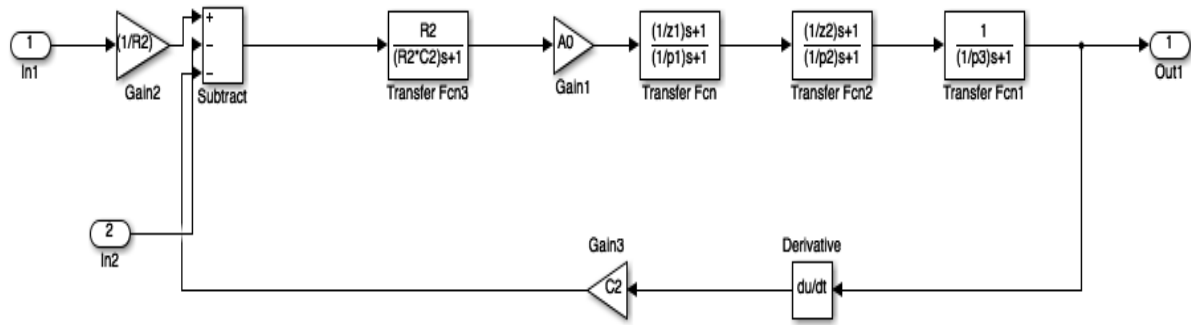 1
In1
(1/R2)
Gain2
+
−
−
Subtract
R2
(R2*C2)s+1
Transfer Fcn3
A0
Gain1
(1/z1)s+1
(1/p1)s+1
Transfer Fcn
(1/z2)s+1
(1/p2)s+1
Transfer Fcn2
1
(1/p3)s+1
Transfer Fcn1
1
Out1
2
In2
Gain3
C2
Derivative
du/dt